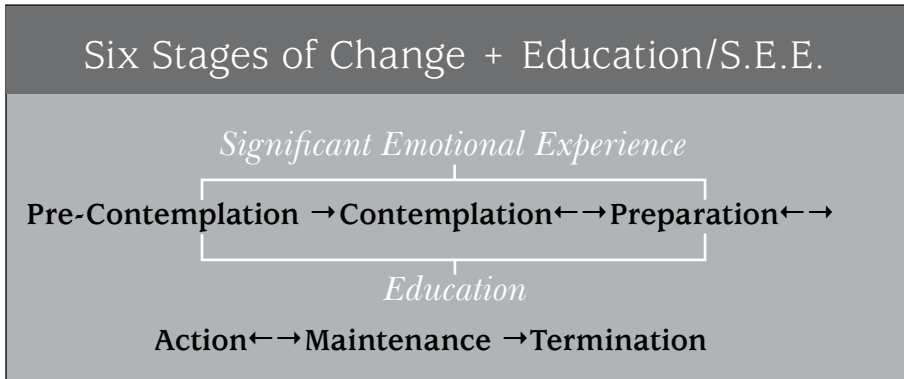 Six Stages of Change + Education/S.E.E.
Significant Emotional Experience
Pre-Contemplation →Contemplation←→Preparation←→
Education
Action←→Maintenance →Termination